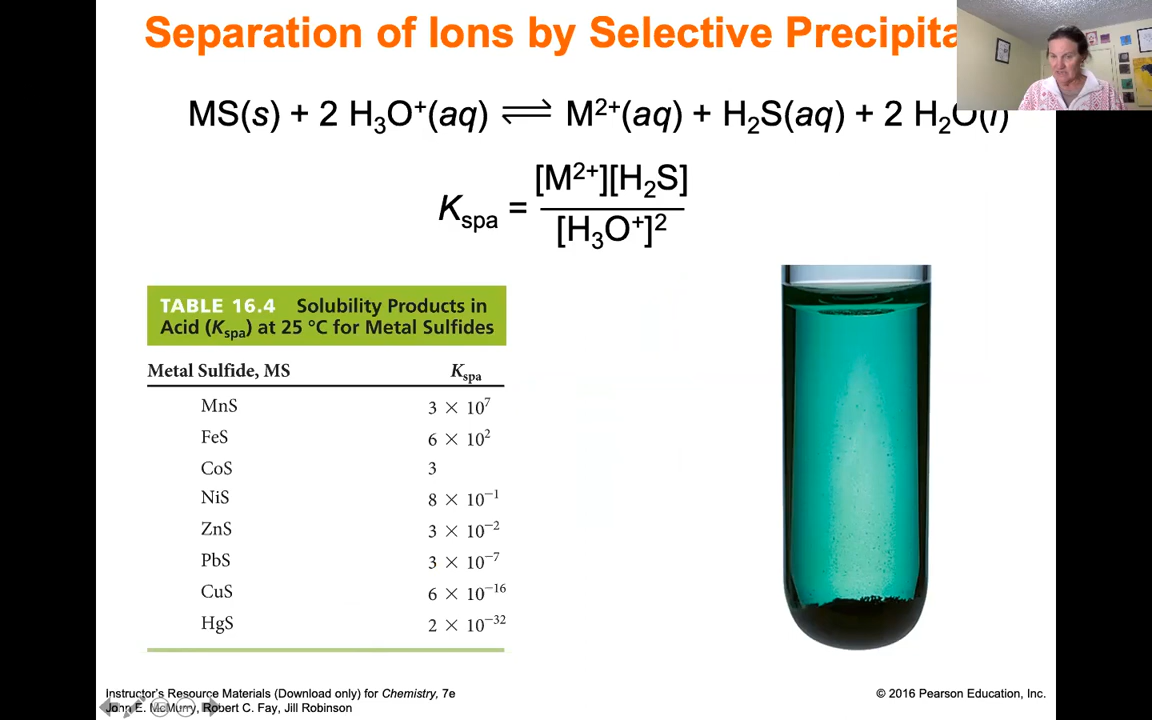 Separation of Ions by Selective Precipita
MS(s) + 2 H₃O⁺(aq) ⇌ M²⁺(aq) + H₂S(aq) + 2 H₂O(l)
Kspa = [M²⁺][H₂S] / [H₃O⁺]²
TABLE 16.4 Solubility Products in
Acid (Kspa) at 25 °C for Metal Sulfides
Metal Sulfide, MS Kspa
MnS 3 × 10⁷
FeS 6 × 10²
CoS 3
NiS 8 × 10⁻¹
ZnS 3 × 10⁻²
PbS 3 × 10⁻⁷
CuS 6 × 10⁻¹⁶
HgS 2 × 10⁻³²
Instructor's Resource Materials (Download only) for Chemistry, 7e
John E. McMurry, Robert C. Fay, Jill Robinson
© 2016 Pearson Education, Inc.